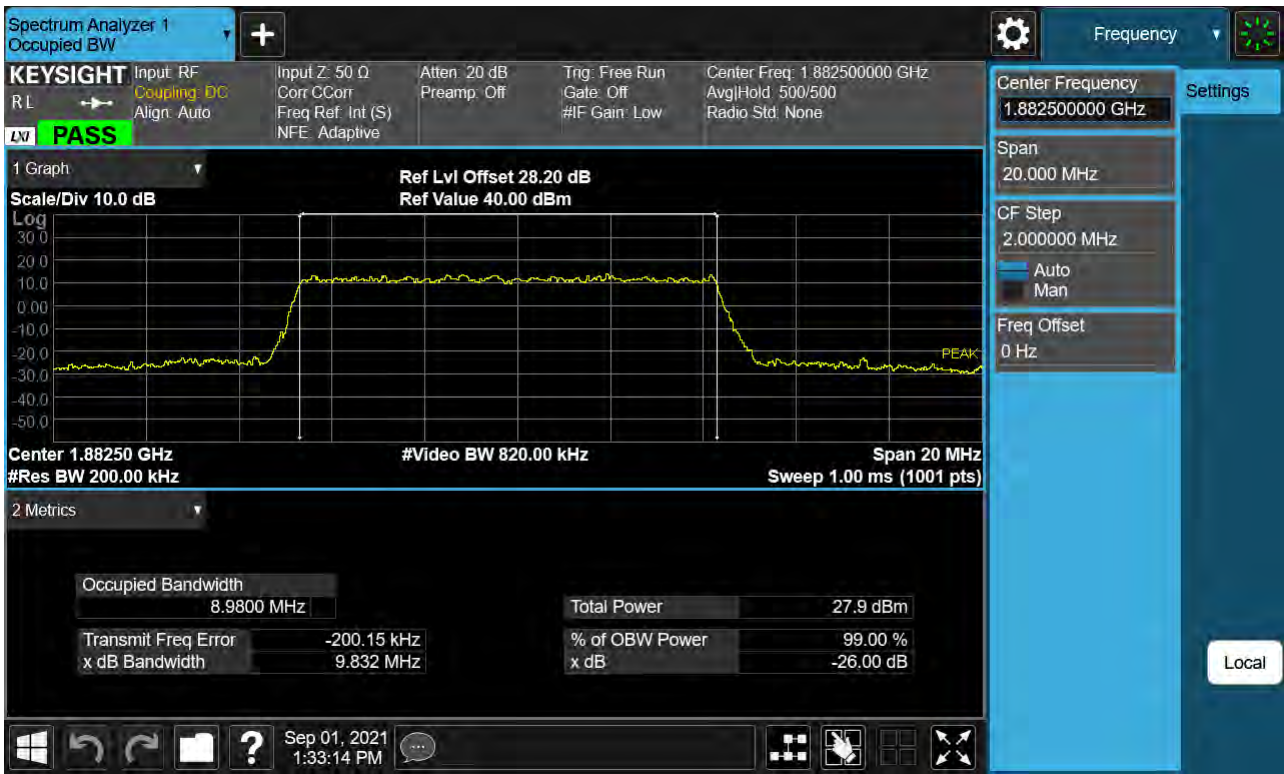 Spectrum Analyzer 1
Occupied BW
Frequency
KEYSIGHT
R L
LXI
PASS
Input: RF
Coupling: DC
Align: Auto
Input Z: 50 Ω
Corr CCorr
Freq Ref: Int (S)
NFE: Adaptive
Atten: 20 dB
Preamp: Off
Trig: Free Run
Gate: Off
#IF Gain: Low
Center Freq: 1.882500000 GHz
Avg|Hold: 500/500
Radio Std: None
Center Frequency
1.882500000 GHz
Settings
Span
20.000 MHz
CF Step
2.000000 MHz
Auto
Man
Freq Offset
0 Hz
1 Graph
Ref Lvl Offset 28.20 dB
Scale/Div 10.0 dB
Ref Value 40.00 dBm
Log
30.0
20.0
10.0
0.00
-10.0
-20.0
-30.0
-40.0
-50.0
PEAK
Center 1.88250 GHz
#Video BW 820.00 kHz
Span 20 MHz
#Res BW 200.00 kHz
Sweep 1.00 ms (1001 pts)
2 Metrics
Occupied Bandwidth
8.9800 MHz
Total Power 27.9 dBm
Transmit Freq Error -200.15 kHz
% of OBW Power 99.00 %
x dB Bandwidth 9.832 MHz
x dB -26.00 dB
Local
?
Sep 01, 2021
1:33:14 PM